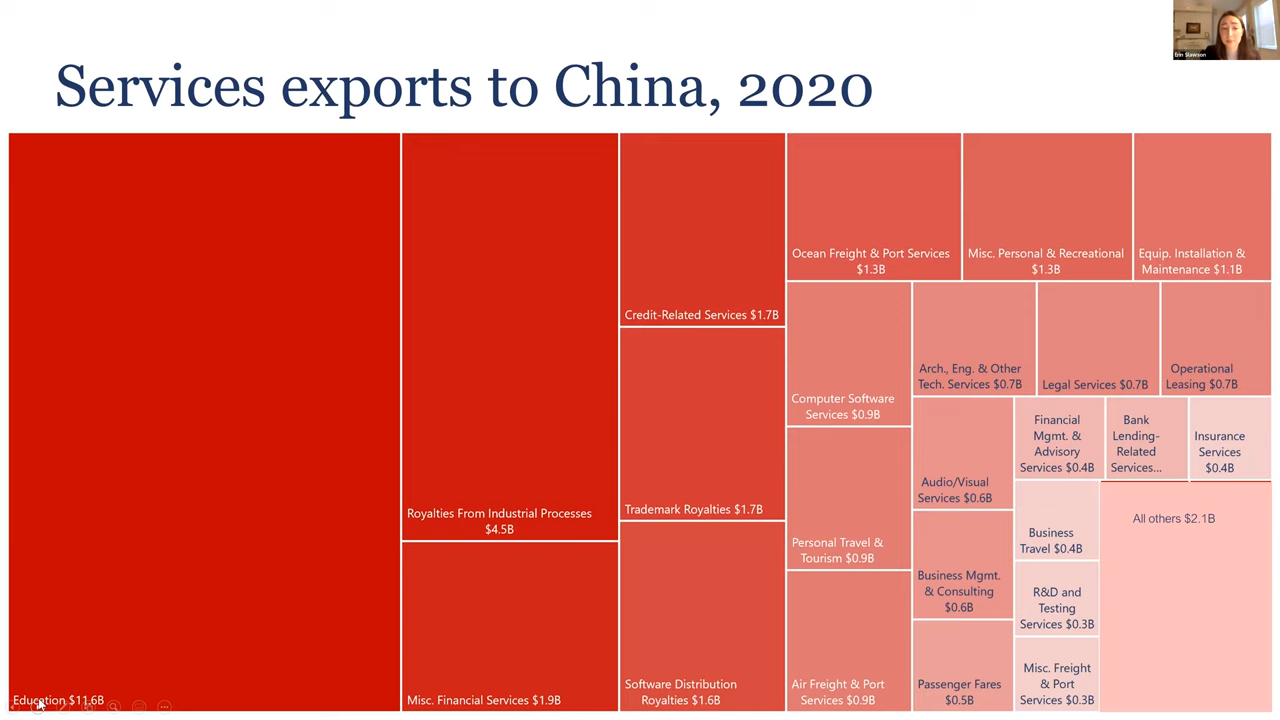 Erin Slawson
Services exports to China, 2020
Education $11.6B
Royalties From Industrial Processes
$4.5B
Misc. Financial Services $1.9B
Credit-Related Services $1.7B
Trademark Royalties $1.7B
Software Distribution
Royalties $1.6B
Ocean Freight & Port Services
$1.3B
Misc. Personal & Recreational
$1.3B
Equip. Installation &
Maintenance $1.1B
Computer Software
Services $0.9B
Personal Travel &
Tourism $0.9B
Air Freight & Port
Services $0.9B
Arch., Eng. & Other
Tech. Services $0.7B
Legal Services $0.7B
Operational
Leasing $0.7B
Audio/Visual
Services $0.6B
Business Mgmt.
& Consulting
$0.6B
Passenger Fares
$0.5B
Financial
Mgmt. &
Advisory
Services $0.4B
Bank
Lending-
Related
Services...
Insurance
Services
$0.4B
Business
Travel $0.4B
R&D and
Testing
Services $0.3B
Misc. Freight
& Port
Services $0.3B
All others $2.1B